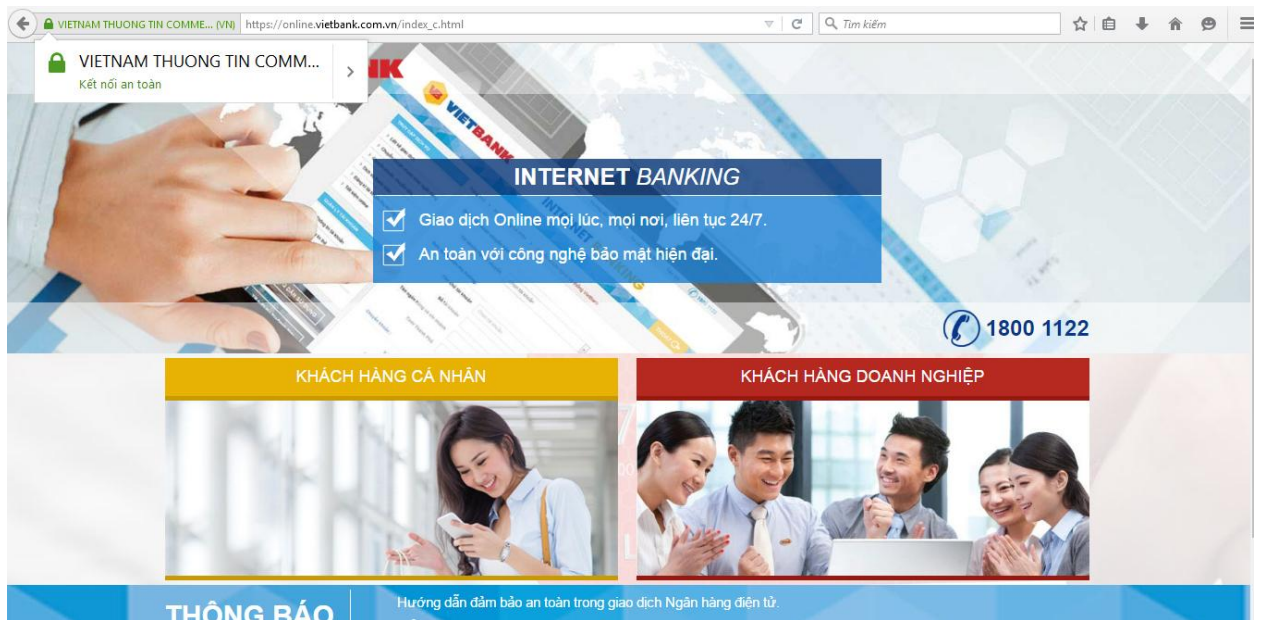 VIETNAM THUONG TIN COMME... (VN) https://online.vietbank.com.vn/index_c.html Tìm kiếm
VIETNAM THUONG TIN COMM...
Kết nối an toàn
VIETBANK
INTERNET BANKING
Giao dịch Online mọi lúc, mọi nơi, liên tục 24/7.
An toàn với công nghệ bảo mật hiện đại.
1800 1122
KHÁCH HÀNG CÁ NHÂN
KHÁCH HÀNG DOANH NGHIỆP
THÔNG BÁO
Hướng dẫn đảm bảo an toàn trong giao dịch Ngân hàng điện tử.